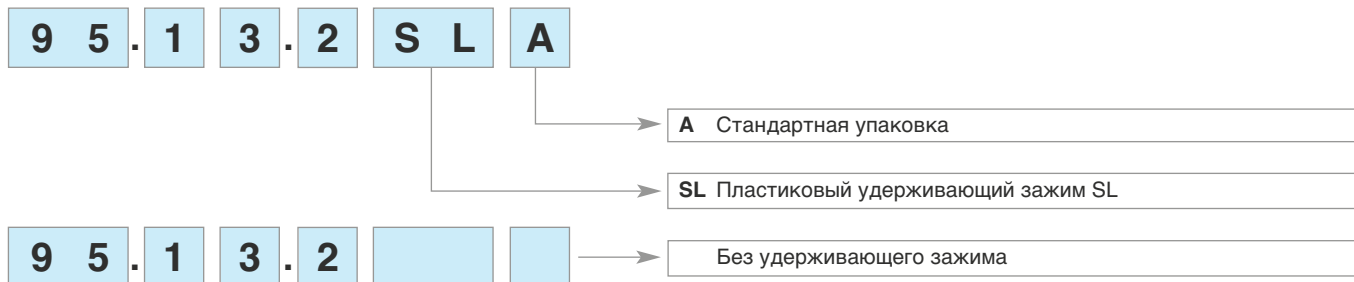 9 5 . 1 3 . 2 S L A
A Стандартная упаковка
SL Пластиковый удерживающий зажим SL
9 5 . 1 3 . 2
Без удерживающего зажима